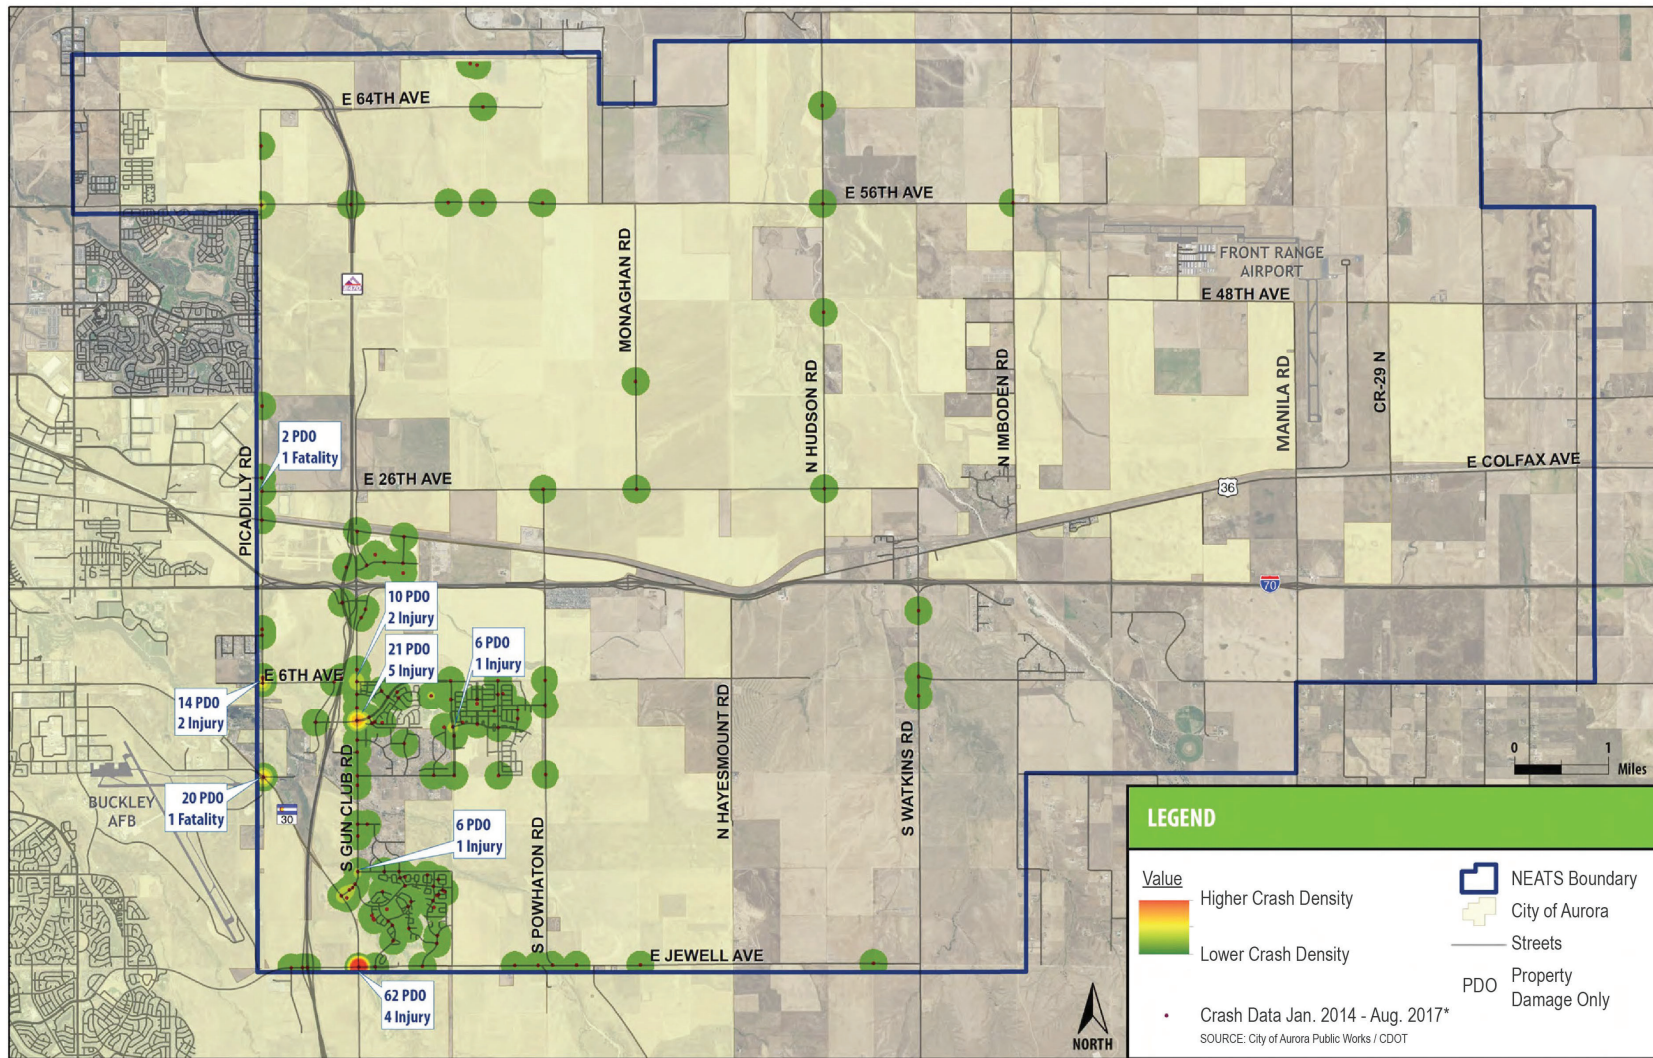 E 64TH AVE
E 56TH AVE
MONAGHAN RD
FRONT RANGE
AIRPORT
E 48TH AVE
N HUDSON RD
N IMBODEN RD
MANILA RD
CR-29 N
2 PDO
1 Fatality
PICADILLY RD
E 26TH AVE
E COLFAX AVE
36
70
10 PDO
2 Injury
21 PDO
5 Injury
6 PDO
1 Injury
E 6TH AVE
14 PDO
2 Injury
20 PDO
1 Fatality
BUCKLEY
AFB
30
S GUN CLUB RD
N HAYESMOUNT RD
S WATKINS RD
S POWHATON RD
6 PDO
1 Injury
E JEWELL AVE
62 PDO
4 Injury
0 1
Miles
NORTH
LEGEND
Value
Higher Crash Density
Lower Crash Density
Crash Data Jan. 2014 - Aug. 2017*
SOURCE: City of Aurora Public Works / CDOT
NEATS Boundary
City of Aurora
Streets
PDO Property
Damage Only